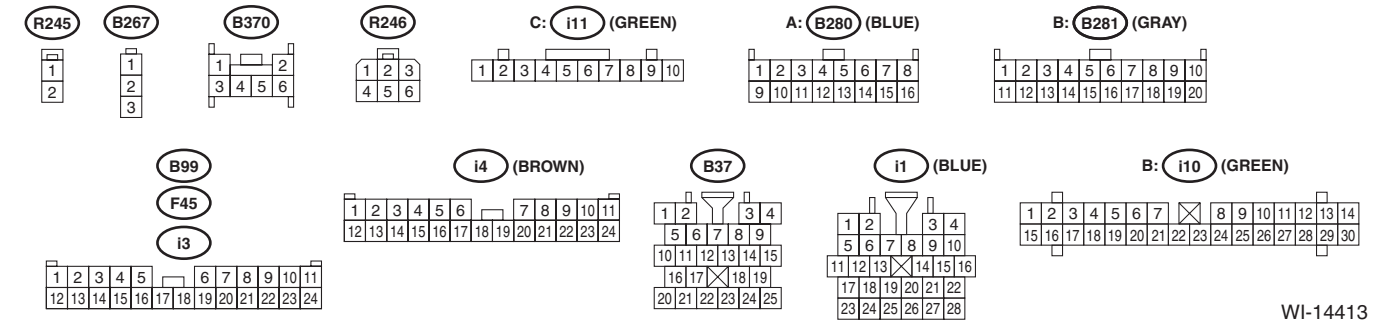 R245 B267 B370 R246 C: i11 (GREEN) A: B280 (BLUE) B: B281 (GRAY)
1 1 1 2 1 2 3 1 2 3 4 5 6 7 8 9 10 1 2 3 4 5 6 7 8 1 2 3 4 5 6 7 8 9 10
2 2 3 4 5 6 4 5 6 9 10 11 12 13 14 15 16 11 12 13 14 15 16 17 18 19 20
3
B99 i4 (BROWN) B37 i1 (BLUE) B: i10 (GREEN)
F45
i3
1 2 3 4 5 6 7 8 9 10 11
12 13 14 15 16 17 18 19 20 21 22 23 24
1 2 3 4 5 6 7 8 9 10 11
12 13 14 15 16 17 18 19 20 21 22 23 24
1 2 3 4
5 6 7 8 9
10 11 12 13 14 15
16 17 18 19
20 21 22 23 24 25
1 2 3 4
5 6 7 8 9 10
11 12 13 14 15 16
17 18 19 20 21 22
23 24 25 26 27 28
1 2 3 4 5 6 7 8 9 10 11 12 13 14
15 16 17 18 19 20 21 22 23 24 25 26 27 28 29 30
WI-14413